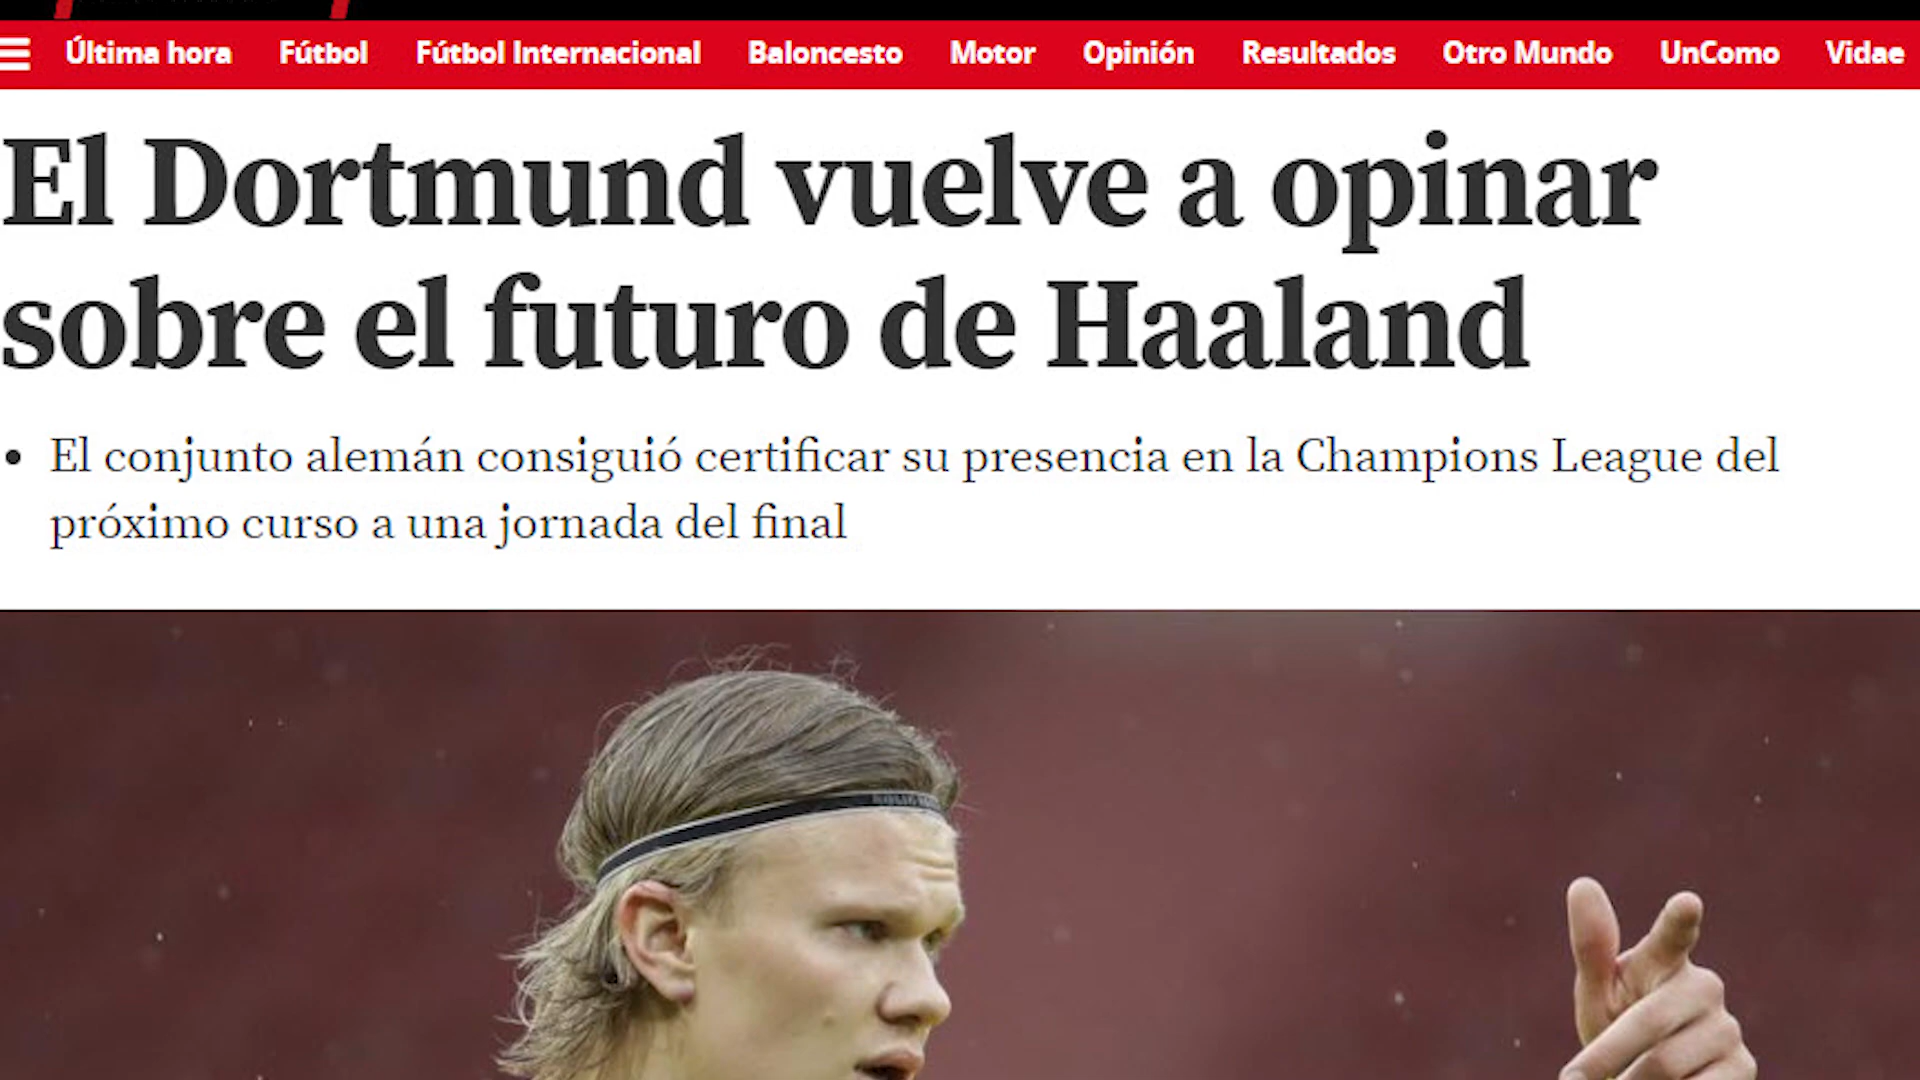 Última hora Fútbol Fútbol Internacional Baloncesto Motor Opinión Resultados Otro Mundo UnComo Vidae
El Dortmund vuelve a opinar
sobre el futuro de Haaland
• El conjunto alemán consiguió certificar su presencia en la Champions League del
próximo curso a una jornada del final